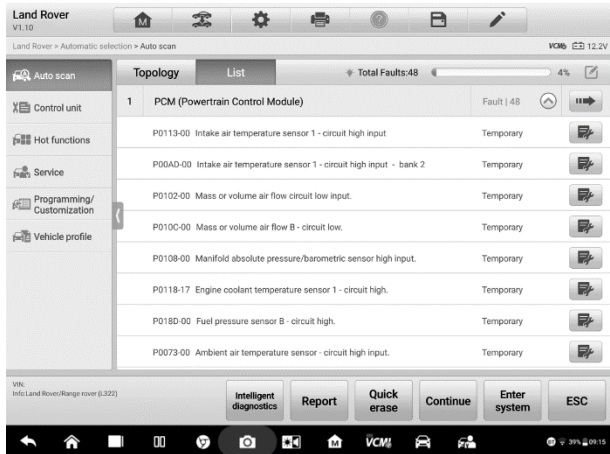 Land Rover
V1.10
Land Rover > Automatic selection > Auto scan
VCMI 12.2V
Auto scan
Control unit
Hot functions
Service
Programming/
Customization
Vehicle profile
Topology List Total Faults:48 4%
1 PCM (Powertrain Control Module) Fault | 48
P0113-00 Intake air temperature sensor 1 - circuit high input Temporary
P00AD-00 Intake air temperature sensor 1 - circuit high input - bank 2 Temporary
P0102-00 Mass or volume air flow circuit low input. Temporary
P010C-00 Mass or volume air flow B - circuit low. Temporary
P0108-00 Manifold absolute pressure/barometric sensor high input. Temporary
P0118-17 Engine coolant temperature sensor 1 - circuit high. Temporary
P018D-00 Fuel pressure sensor B - circuit high. Temporary
P0073-00 Ambient air temperature sensor - circuit high input. Temporary
VIN:
Info:Land Rover/Range rover (L322)
Intelligent
diagnostics
Report
Quick
erase
Continue
Enter
system
ESC
VCMI
39% 09:15